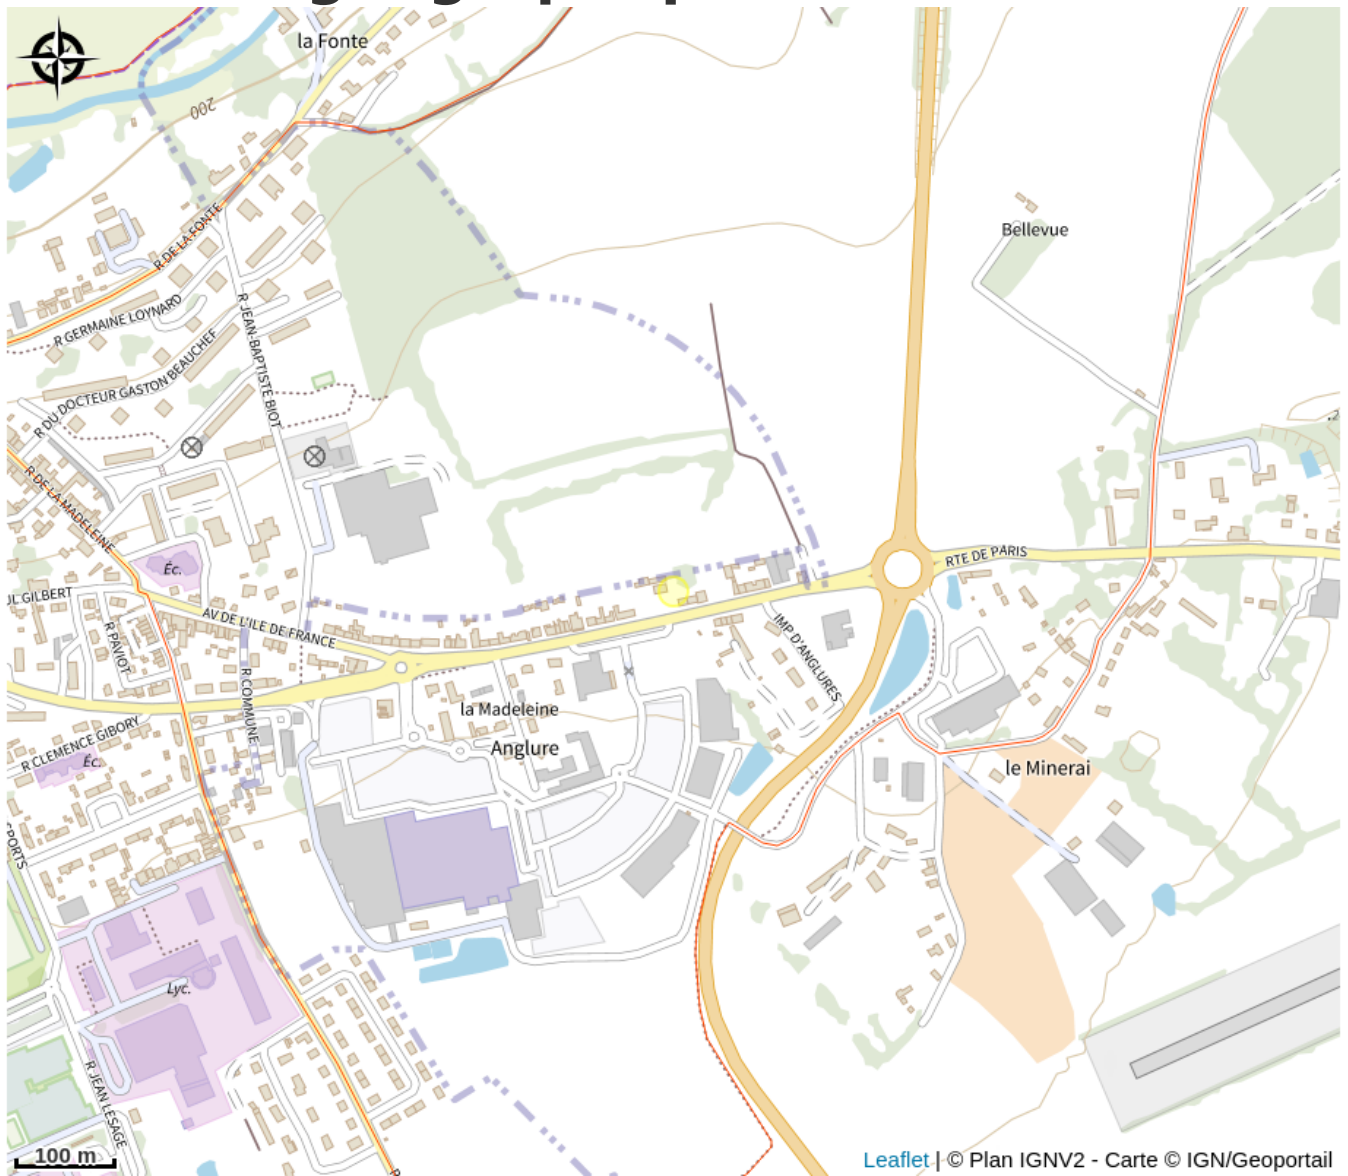 la Fonte
200
R DE LA FONTE
Bellevue
R GERMAINE LOYNARD
R JEAN-BAPTISTE BIOT
R DU DOCTEUR GASTON BEAUCHEF
R DE LA MADELEINE
RTE DE PARIS
Éc.
GILBERT
AV DE L'ILE DE FRANCE
R PAVIOT
IMP D'ANGLURES
R COMMUNE
la Madeleine
R CLEMENCE GIBORY
Anglure
Éc.
le Minerai
SPORTS
Lyc.
R JEAN LESAGE
100 m
Leaflet | © Plan IGNV2 - Carte © IGN/Geoportail